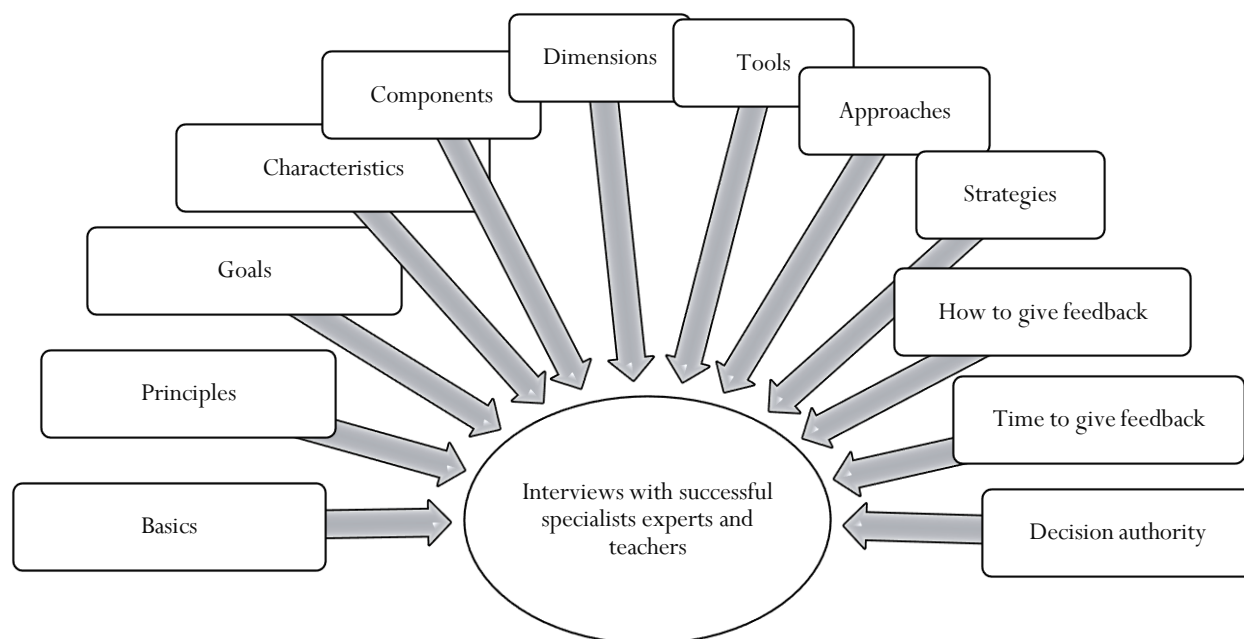 Basics
Principles
Goals
Characteristics
Components
Dimensions
Tools
Approaches
Strategies
How to give feedback
Time to give feedback
Decision authority
Interviews with successful
specialists experts and
teachers